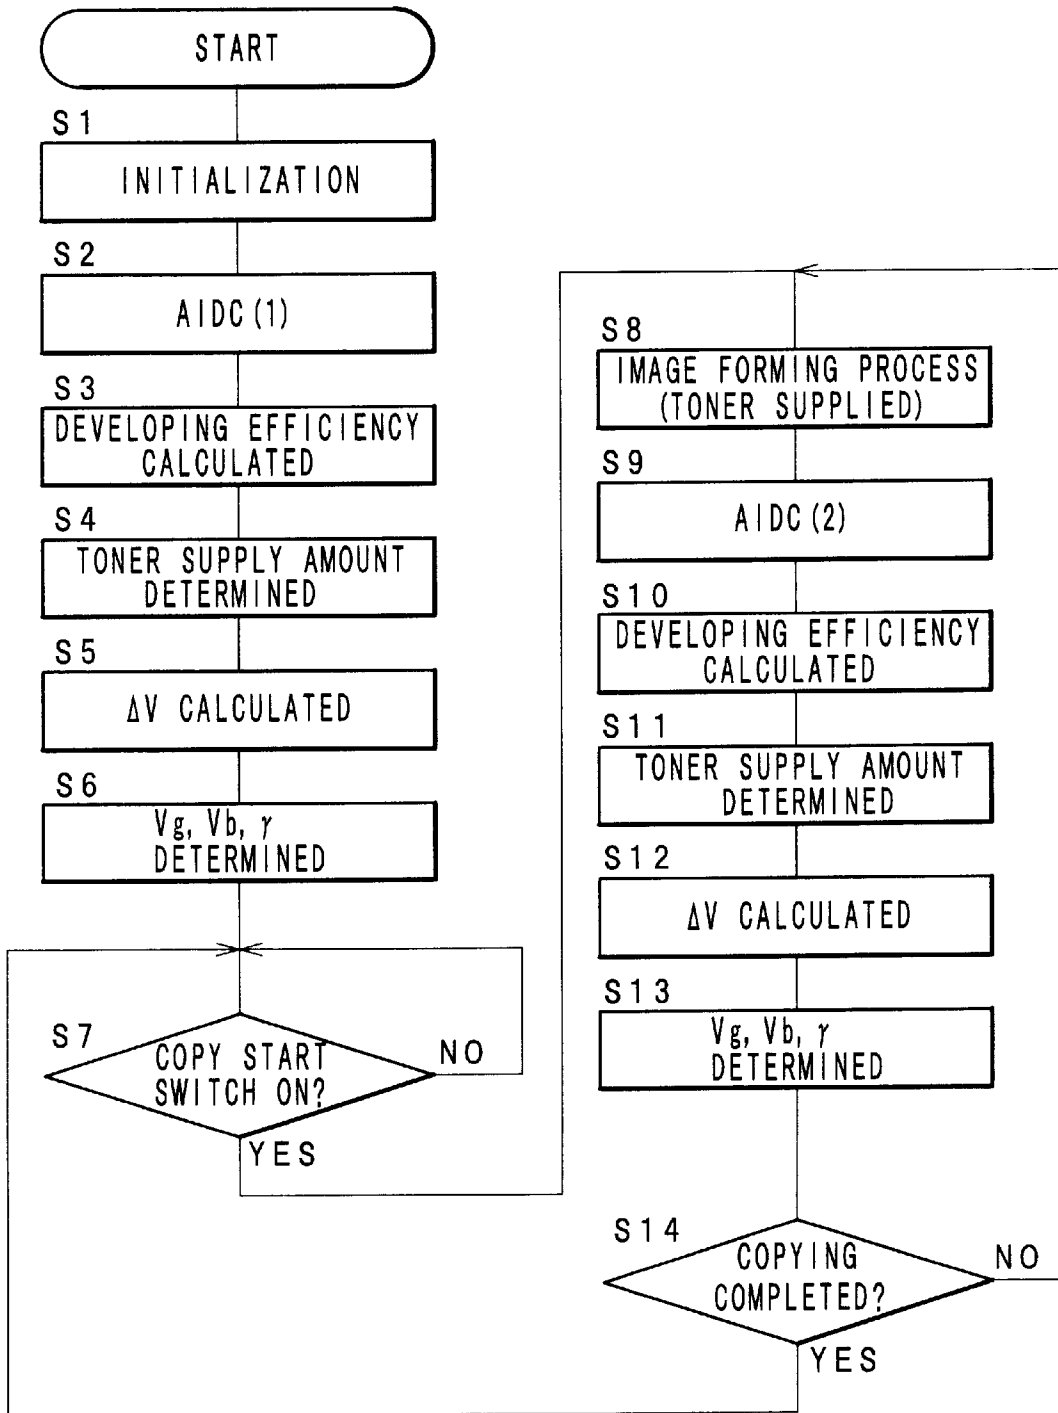 START
S1
INITIALIZATION
S2
AIDC(1)
S3
DEVELOPING EFFICIENCY
CALCULATED
S4
TONER SUPPLY AMOUNT
DETERMINED
S5
ΔV CALCULATED
S6
Vg, Vb, γ
DETERMINED
S7
COPY START
SWITCH ON?
NO
YES
S8
IMAGE FORMING PROCESS
(TONER SUPPLIED)
S9
AIDC(2)
S10
DEVELOPING EFFICIENCY
CALCULATED
S11
TONER SUPPLY AMOUNT
DETERMINED
S12
ΔV CALCULATED
S13
Vg, Vb, γ
DETERMINED
S14
COPYING
COMPLETED?
NO
YES